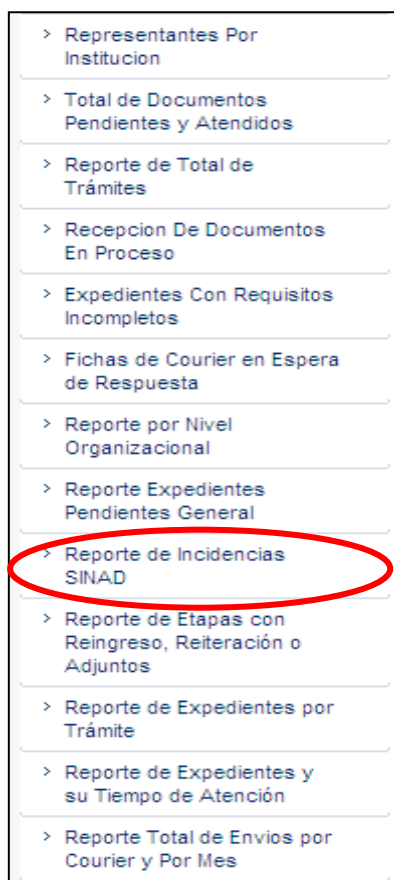 > Representantes Por
Institucion
> Total de Documentos
Pendientes y Atendidos
> Reporte de Total de
Trámites
> Recepcion De Documentos
En Proceso
> Expedientes Con Requisitos
Incompletos
> Fichas de Courier en Espera
de Respuesta
> Reporte por Nivel
Organizacional
> Reporte Expedientes
Pendientes General
> Reporte de Incidencias
SINAD
> Reporte de Etapas con
Reingreso, Reiteración o
Adjuntos
> Reporte de Expedientes por
Trámite
> Reporte de Expedientes y
su Tiempo de Atención
> Reporte Total de Envios por
Courier y Por Mes